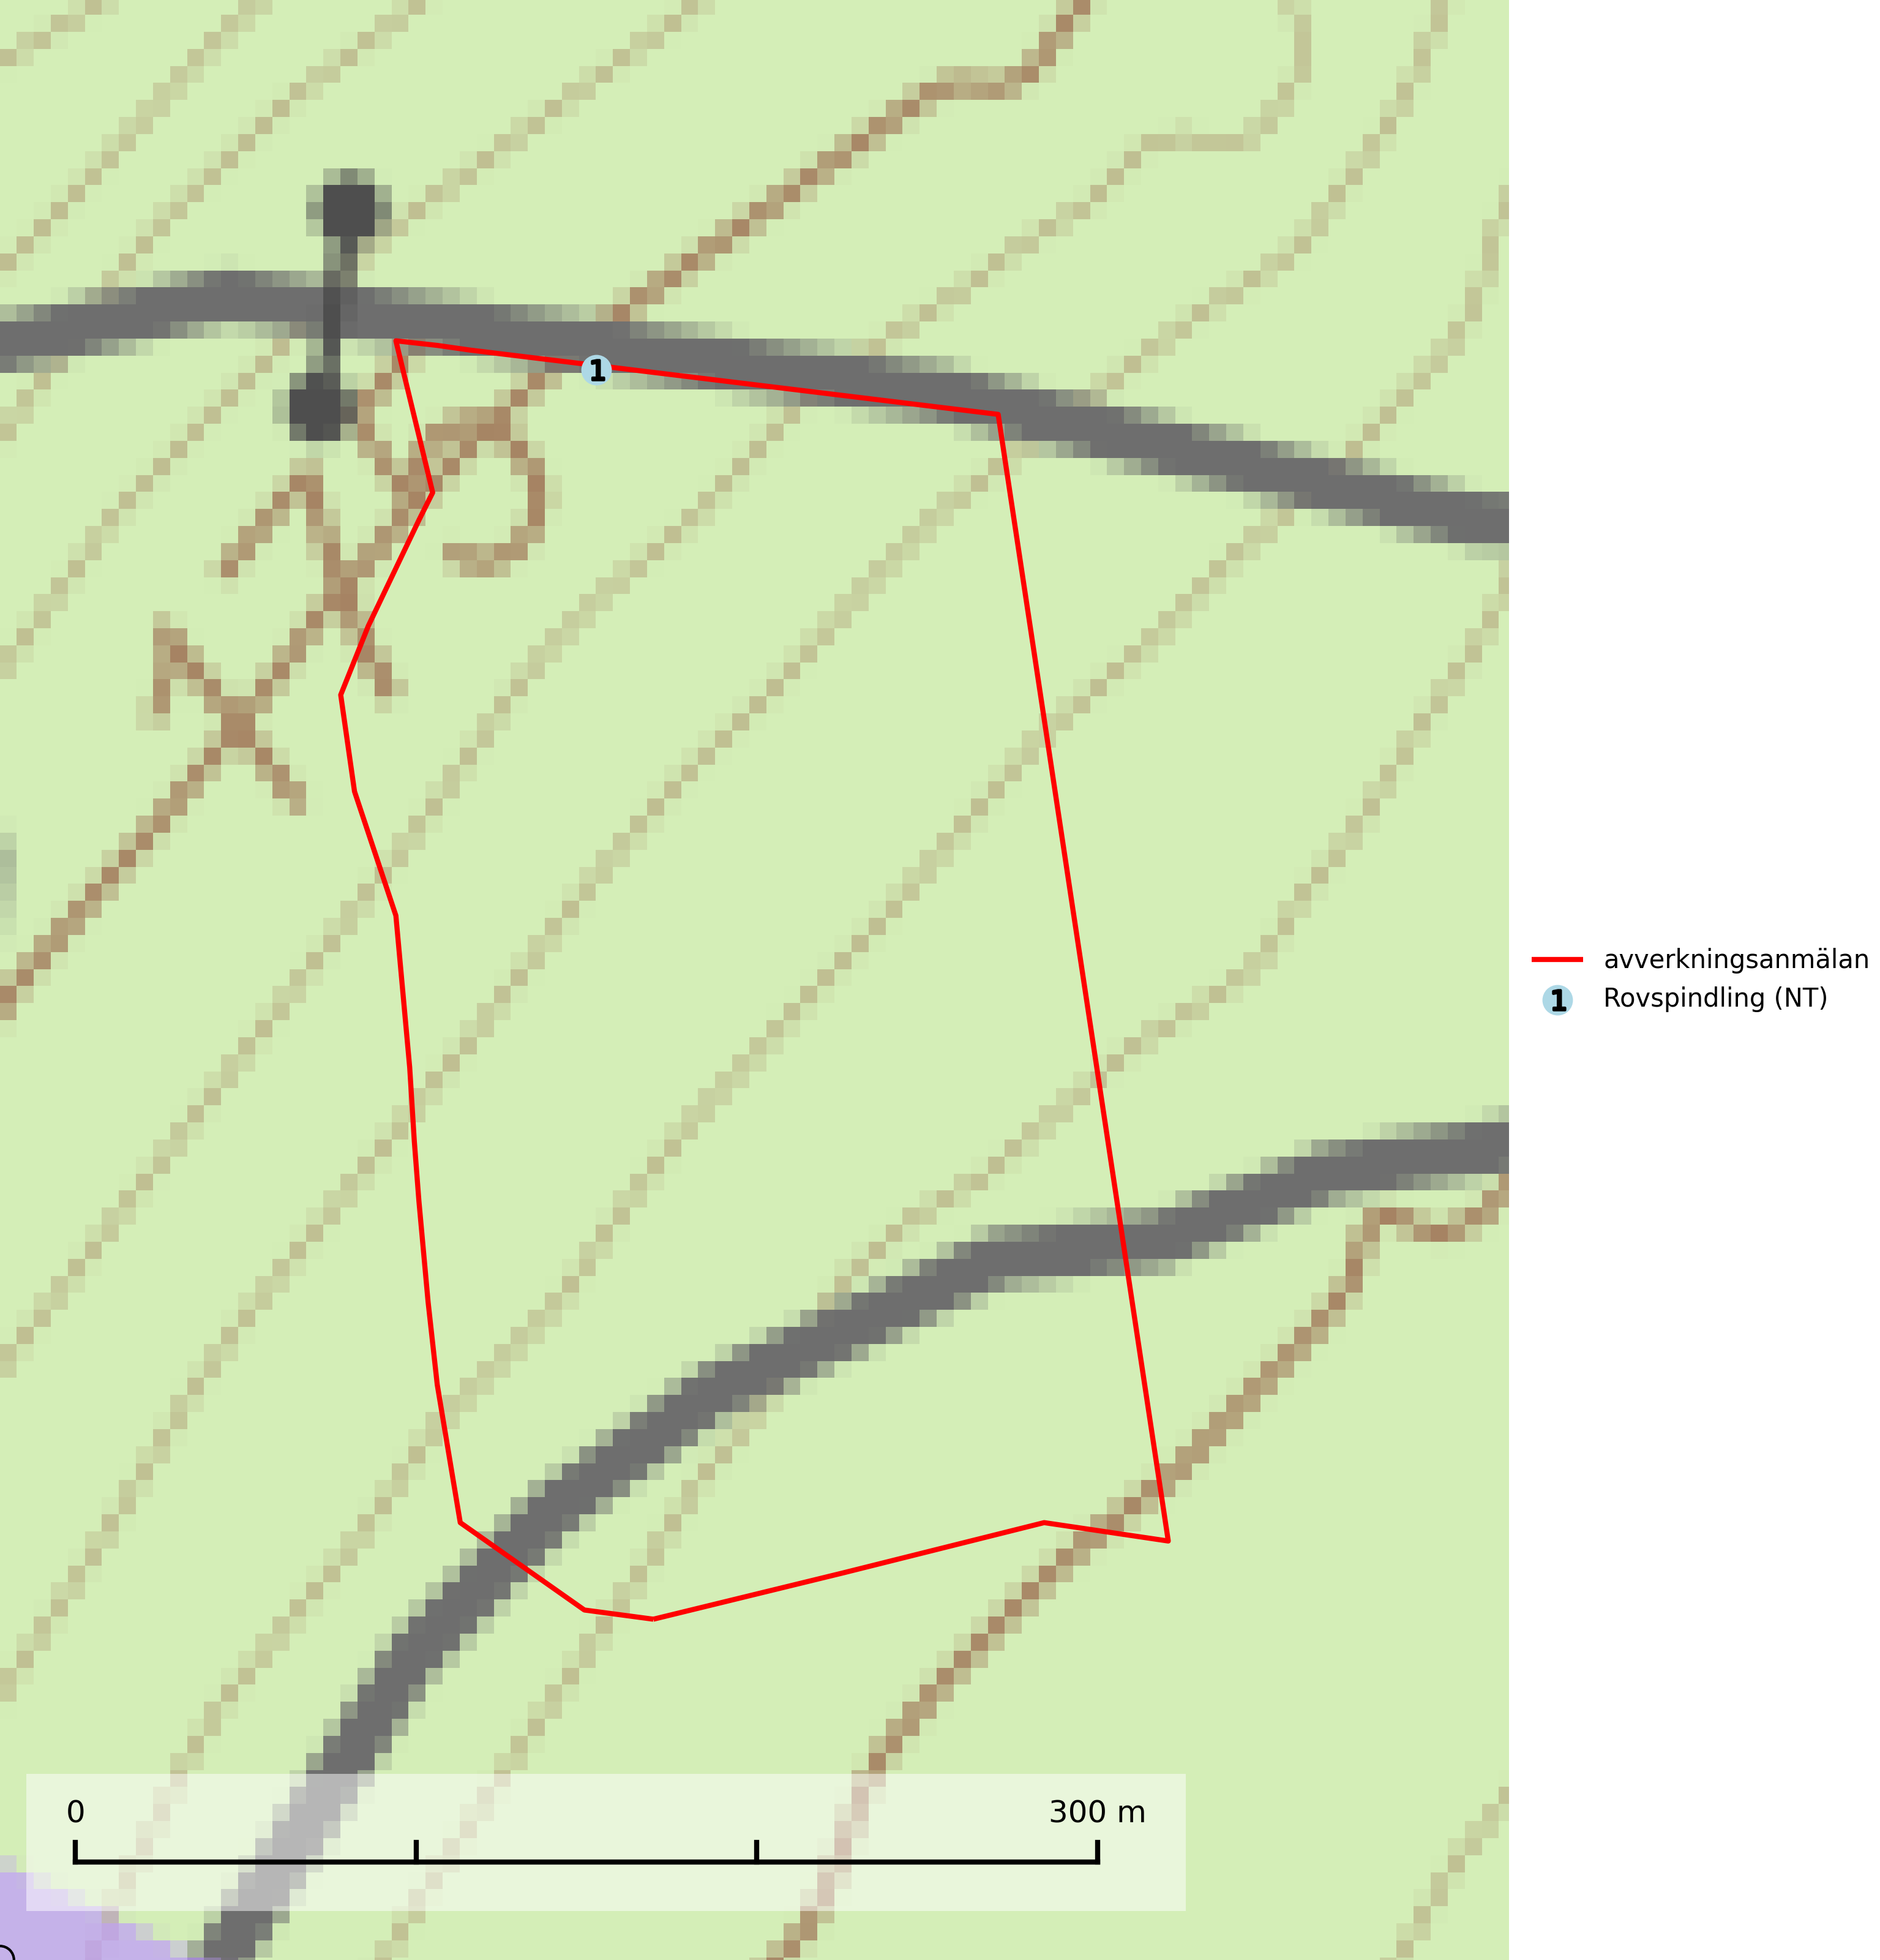 1
avverkningsanmälan
1 Rovspindling (NT)
0 300 m